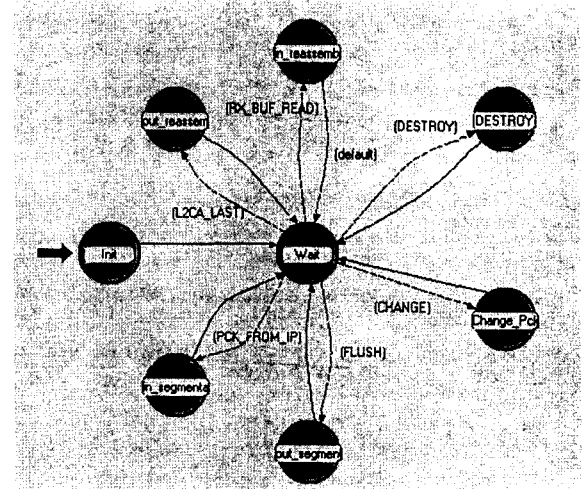 in_reassemb
out_reassem
(RX_BUF_READ)
(DESTROY)
DESTROY
(default)
(L2CA_LAST)
Init
Wait
(CHANGE)
Change_Pck
(PCK_FROM_IP)
(FLUSH)
in_segmenta
out_segment